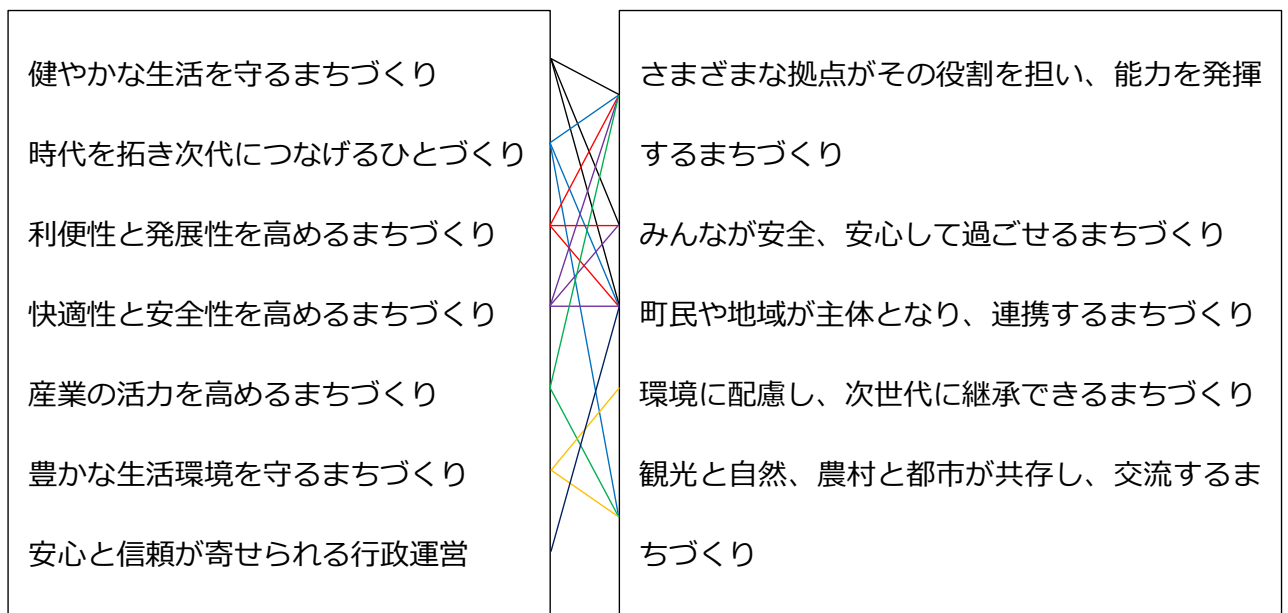 健やかな生活を守るまちづくり
時代を拓き次代につなげるひとづくり
利便性と発展性を高めるまちづくり
快適性と安全性を高めるまちづくり
産業の活力を高めるまちづくり
豊かな生活環境を守るまちづくり
安心と信頼が寄せられる行政運営
さまざまな拠点がその役割を担い、能力を発揮
するまちづくり
みんなが安全、安心して過ごせるまちづくり
町民や地域が主体となり、連携するまちづくり
環境に配慮し、次世代に継承できるまちづくり
観光と自然、農村と都市が共存し、交流するま
ちづくり